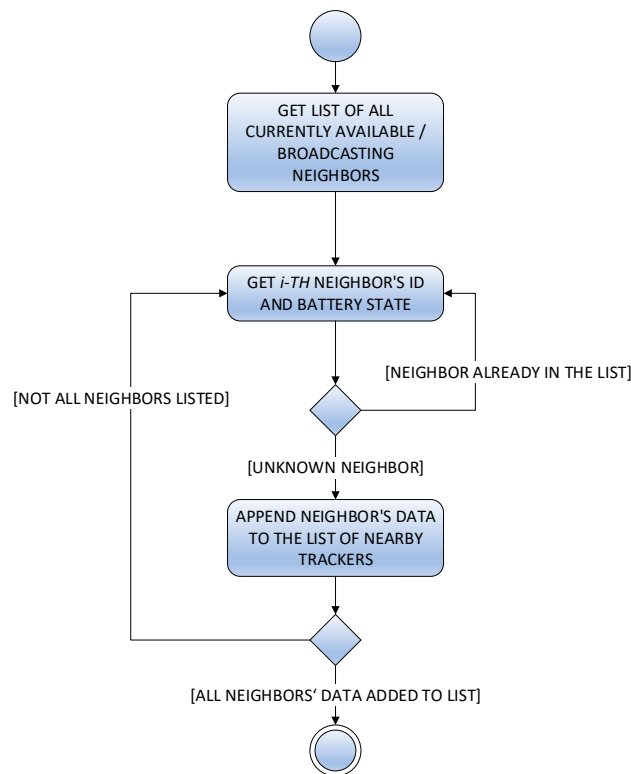 GET LIST OF ALL
CURRENTLY AVAILABLE /
BROADCASTING
NEIGHBORS
GET i-TH NEIGHBOR'S ID
AND BATTERY STATE
[NEIGHBOR ALREADY IN THE LIST]
[NOT ALL NEIGHBORS LISTED]
[UNKNOWN NEIGHBOR]
APPEND NEIGHBOR'S DATA
TO THE LIST OF NEARBY
TRACKERS
[ALL NEIGHBORS‘ DATA ADDED TO LIST]